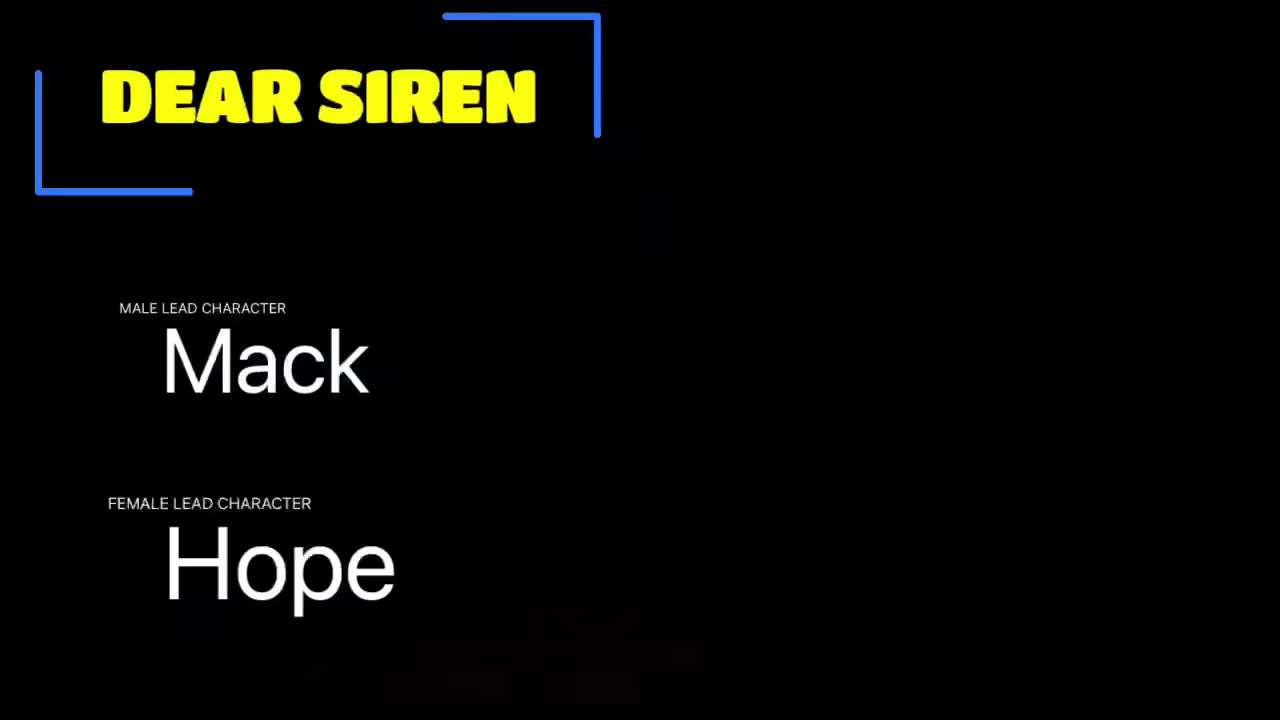 DEAR SIREN
MALE LEAD CHARACTER
Mack
FEMALE LEAD CHARACTER
Hope